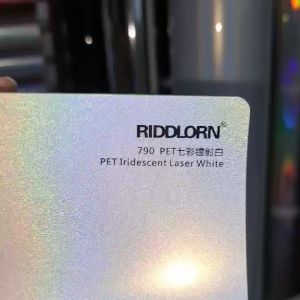 RIDDLORN®
790 PET七彩镭射白
PET Iridescent Laser White